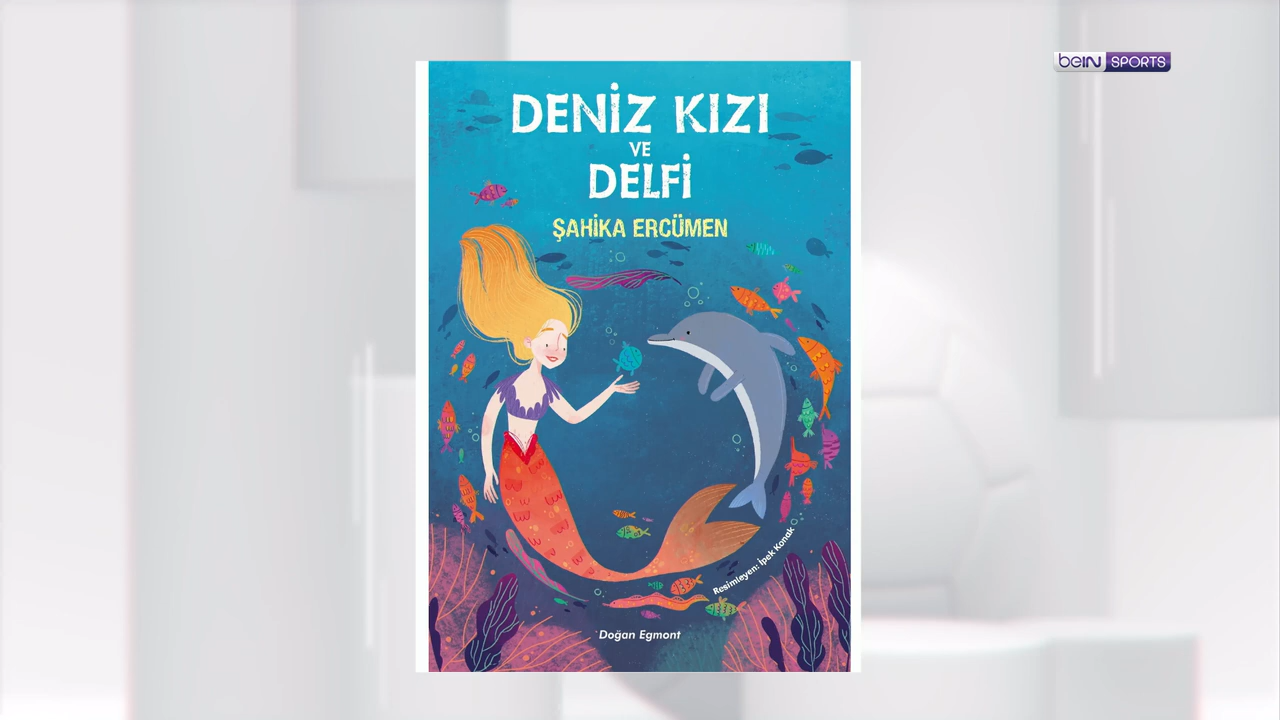 beIN SPORTS
DENİZ KIZI
VE
DELFİ
ŞAHİKA ERCÜMEN
Resimleyen: İpek Konak
Doğan Egmont